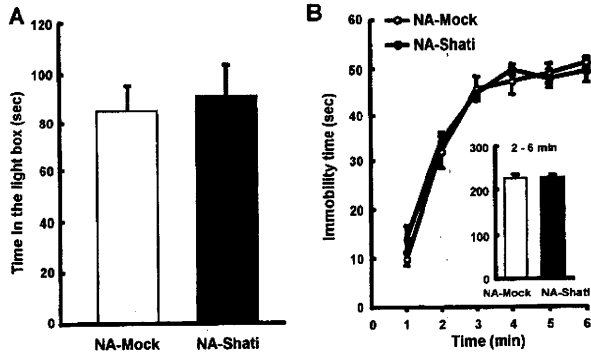 A
Time in the light box (sec)
120
100
80
60
40
20
0
NA-Mock NA-Shati
B
NA-Mock
NA-Shati
Immobility time (sec)
60
50
40
30
20
10
0
0 1 2 3 4 5 6
Time (min)
2 - 6 min
300
200
100
0
NA-Mock NA-Shati